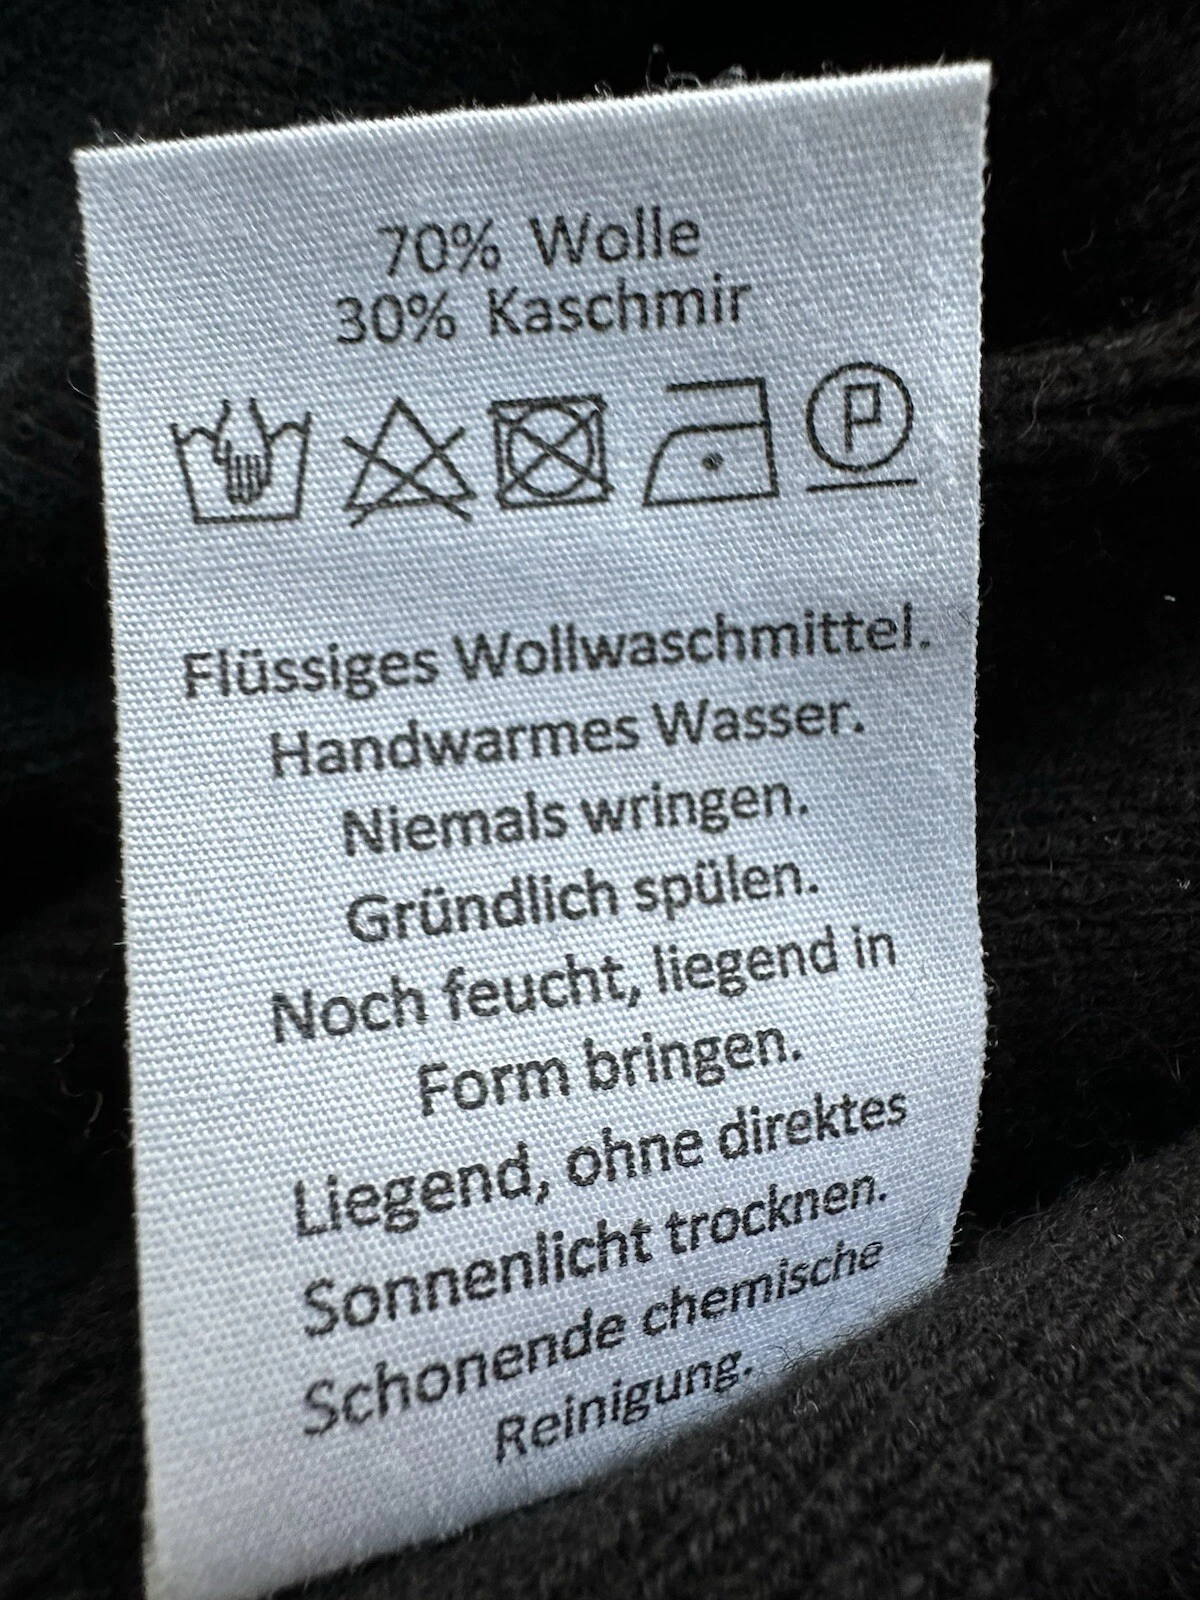 70% Wolle
30% Kaschmir
P
Flüssiges Wollwaschmittel.
Handwarmes Wasser.
Niemals wringen.
Gründlich spülen.
Noch feucht, liegend in
Form bringen.
Liegend, ohne direktes
Sonnenlicht trocknen.
Schonende chemische
Reinigung.